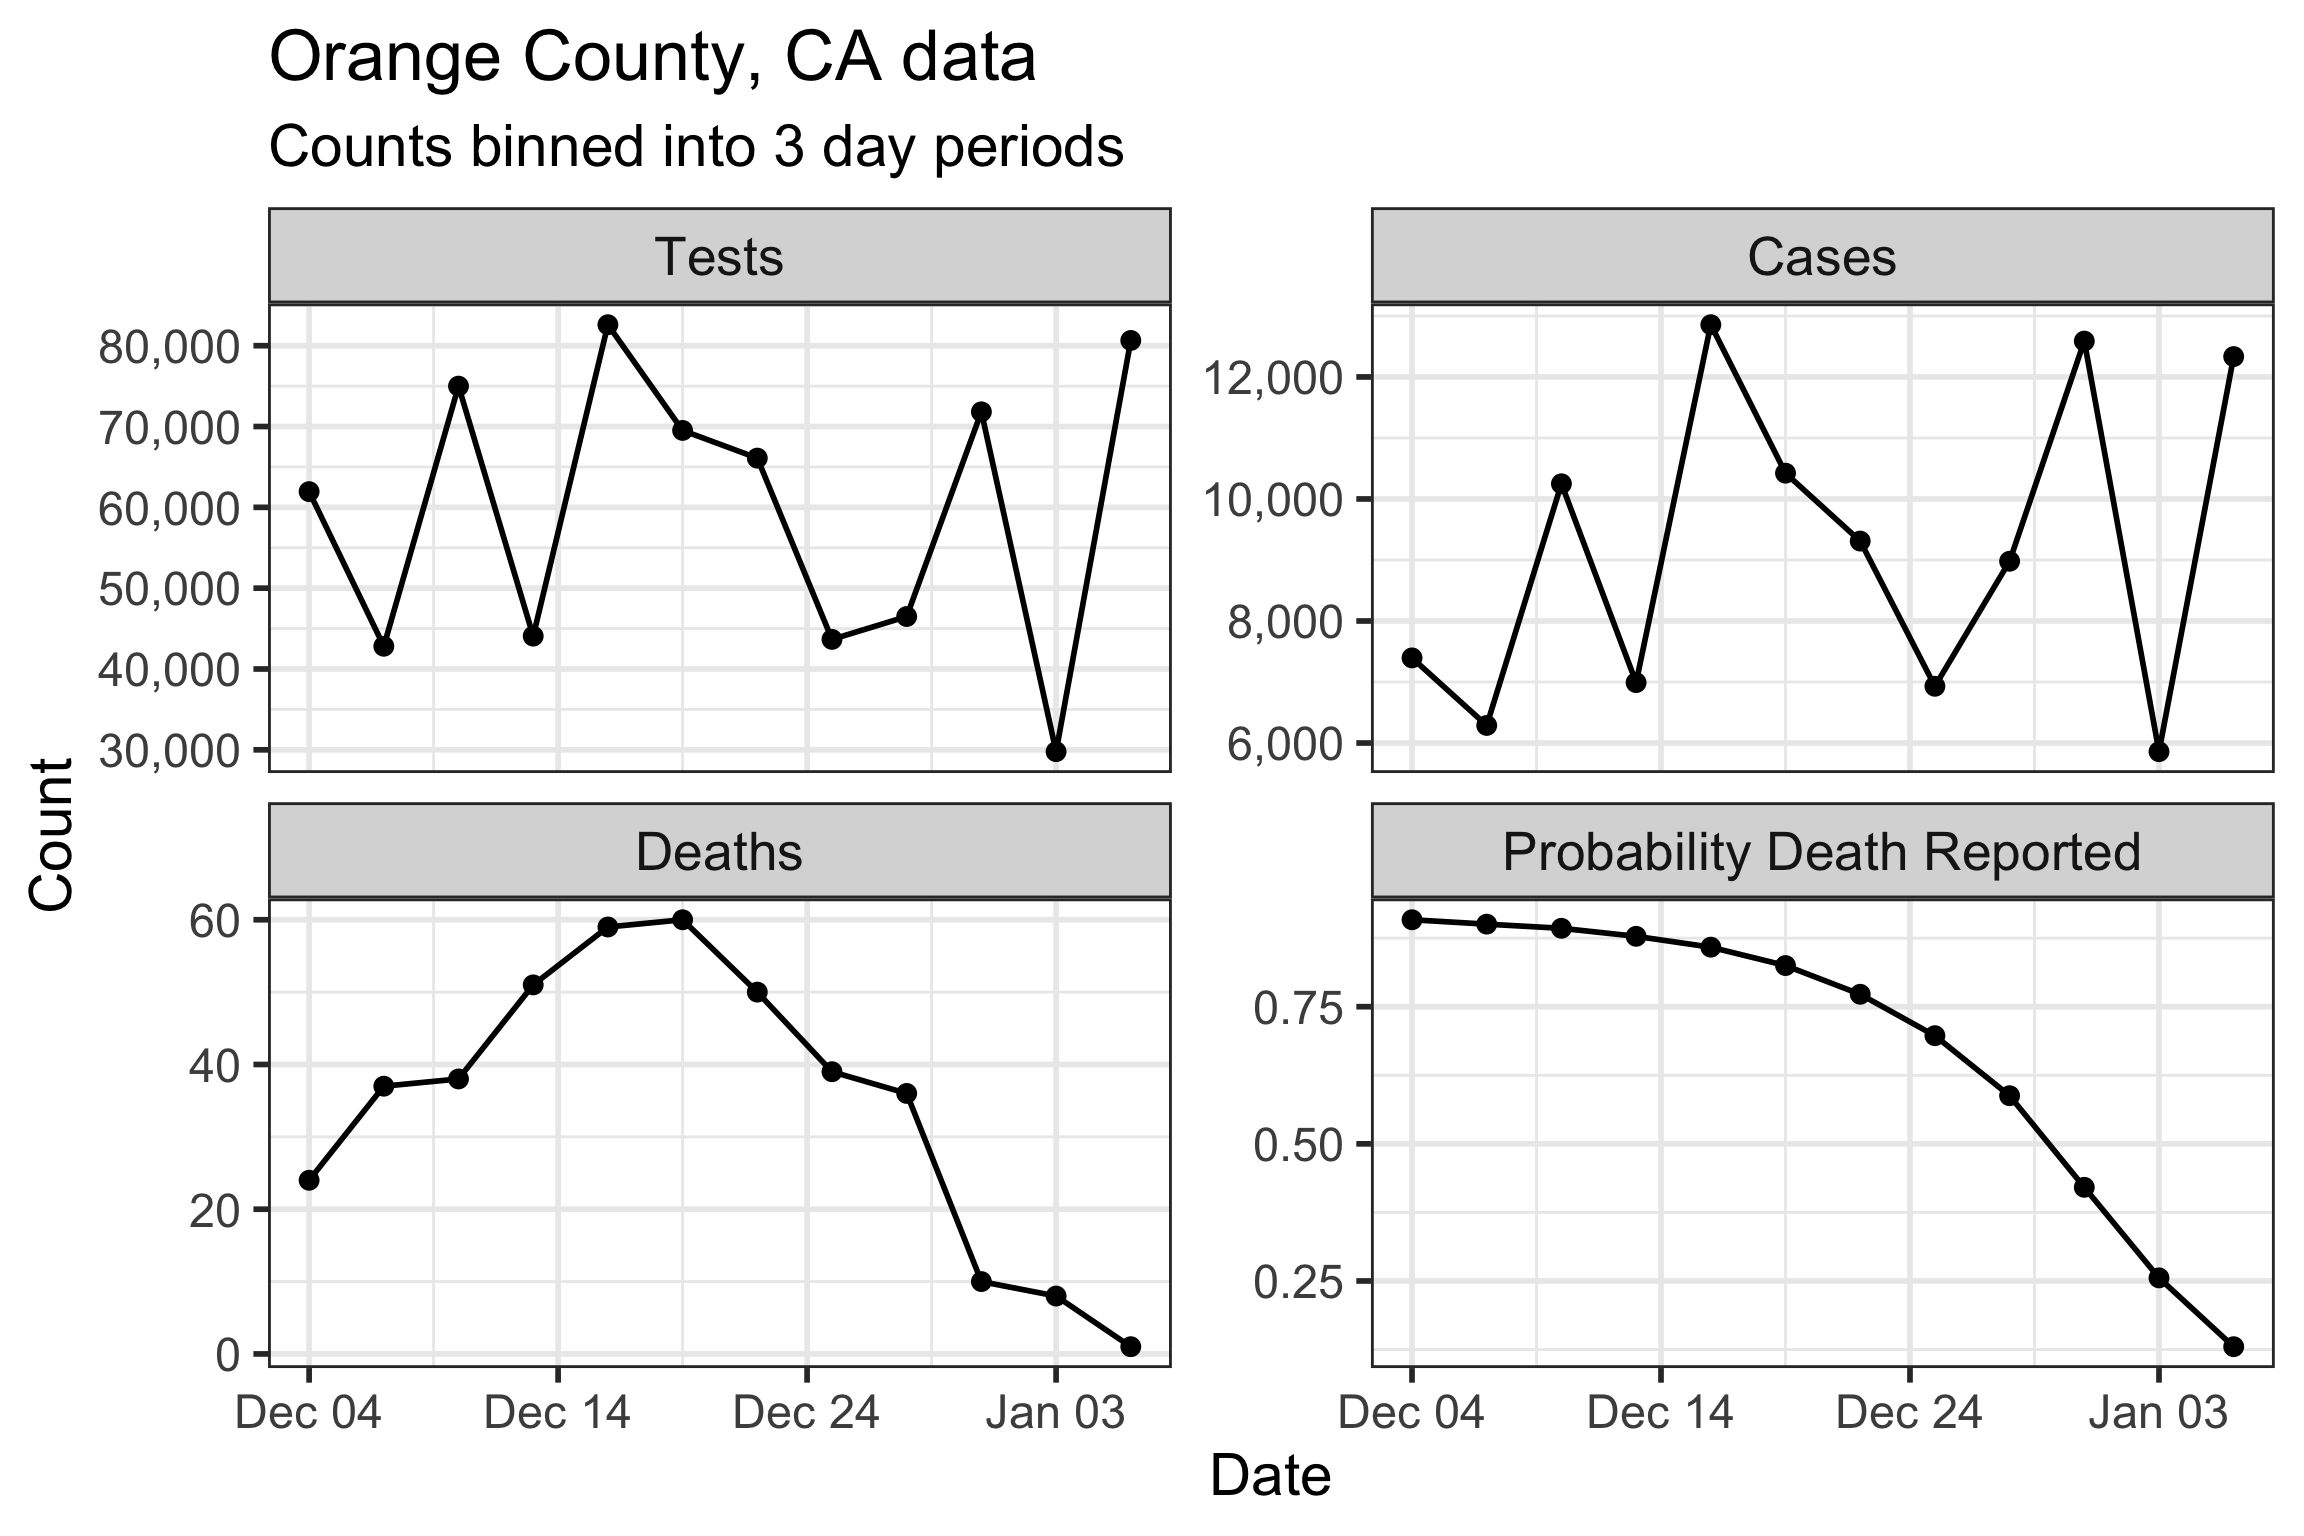 Orange County, CA data
Counts binned into 3 day periods
Tests
Cases
80,000
70,000
60,000
50,000
40,000
30,000
12,000
10,000
8,000
6,000
Count
Deaths
Probability Death Reported
60
40
20
0
0.75
0.50
0.25
Dec 04 Dec 14 Dec 24 Jan 03
Dec 04 Dec 14 Dec 24 Jan 03
Date